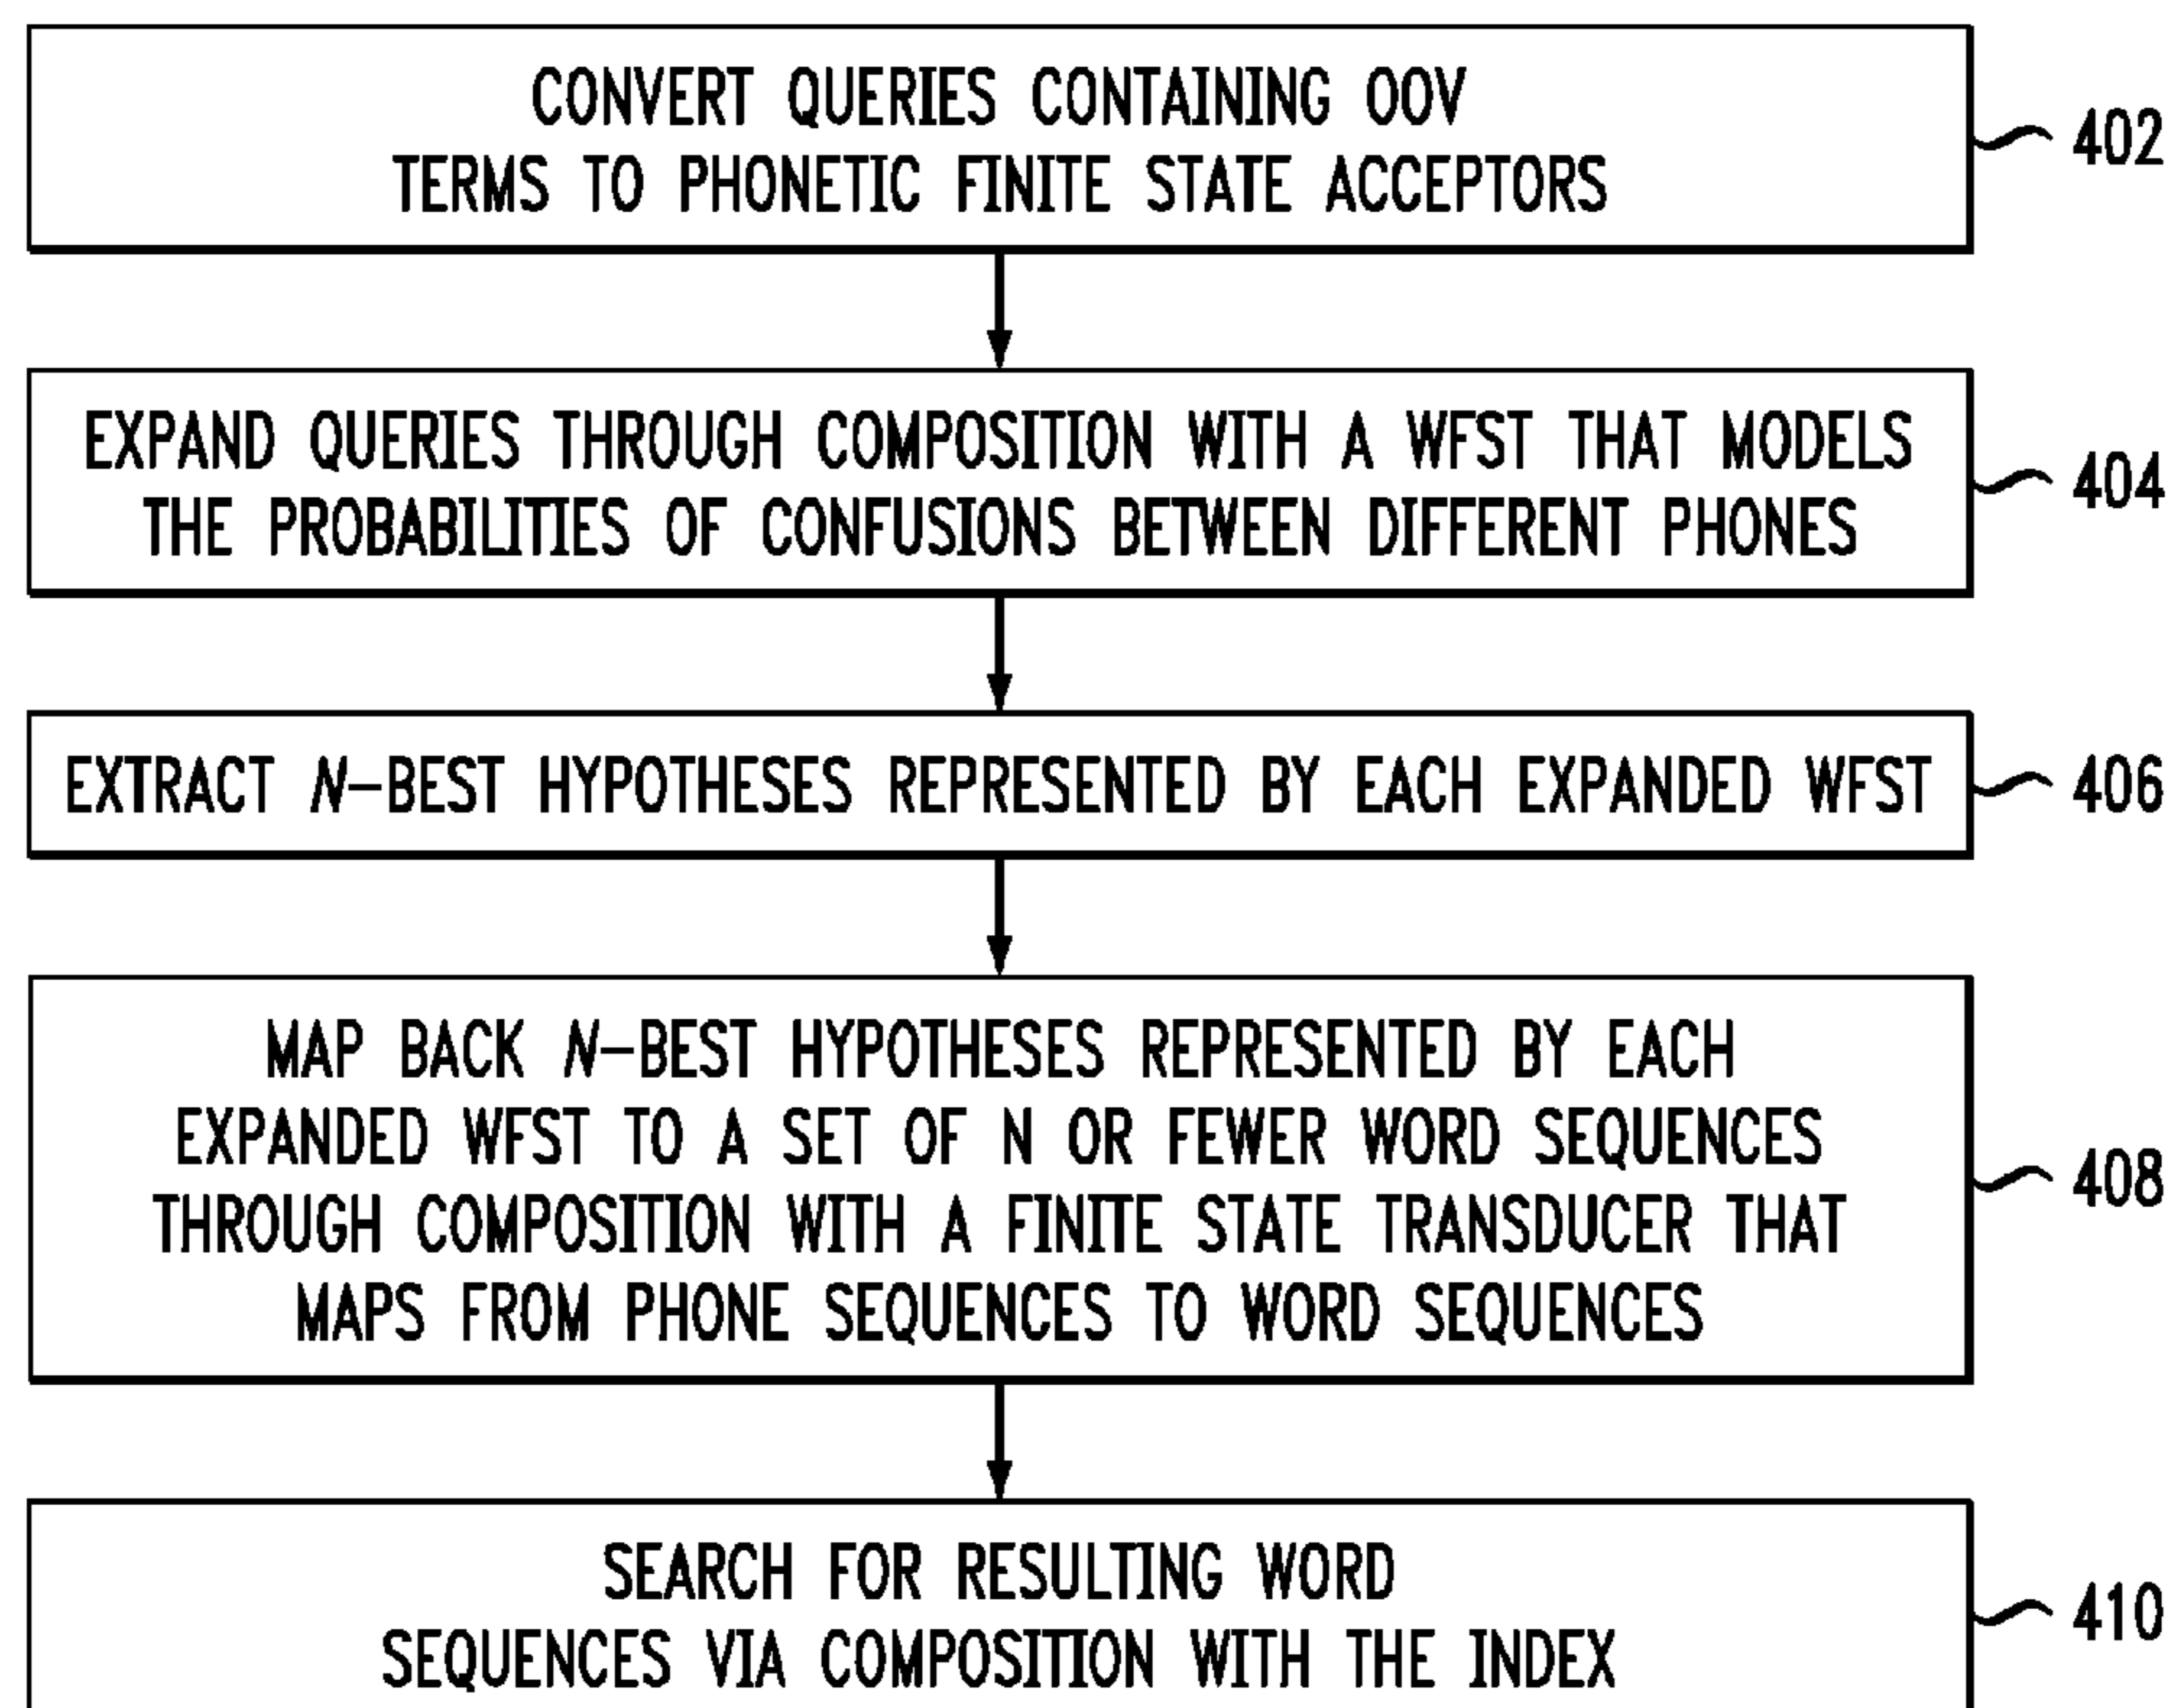 CONVERT QUERIES CONTAINING OOV
TERMS TO PHONETIC FINITE STATE ACCEPTORS
402
EXPAND QUERIES THROUGH COMPOSITION WITH A WFST THAT MODELS
THE PROBABILITIES OF CONFUSIONS BETWEEN DIFFERENT PHONES
404
EXTRACT N-BEST HYPOTHESES REPRESENTED BY EACH EXPANDED WFST
406
MAP BACK N-BEST HYPOTHESES REPRESENTED BY EACH
EXPANDED WFST TO A SET OF N OR FEWER WORD SEQUENCES
THROUGH COMPOSITION WITH A FINITE STATE TRANSDUCER THAT
MAPS FROM PHONE SEQUENCES TO WORD SEQUENCES
408
SEARCH FOR RESULTING WORD
SEQUENCES VIA COMPOSITION WITH THE INDEX
410